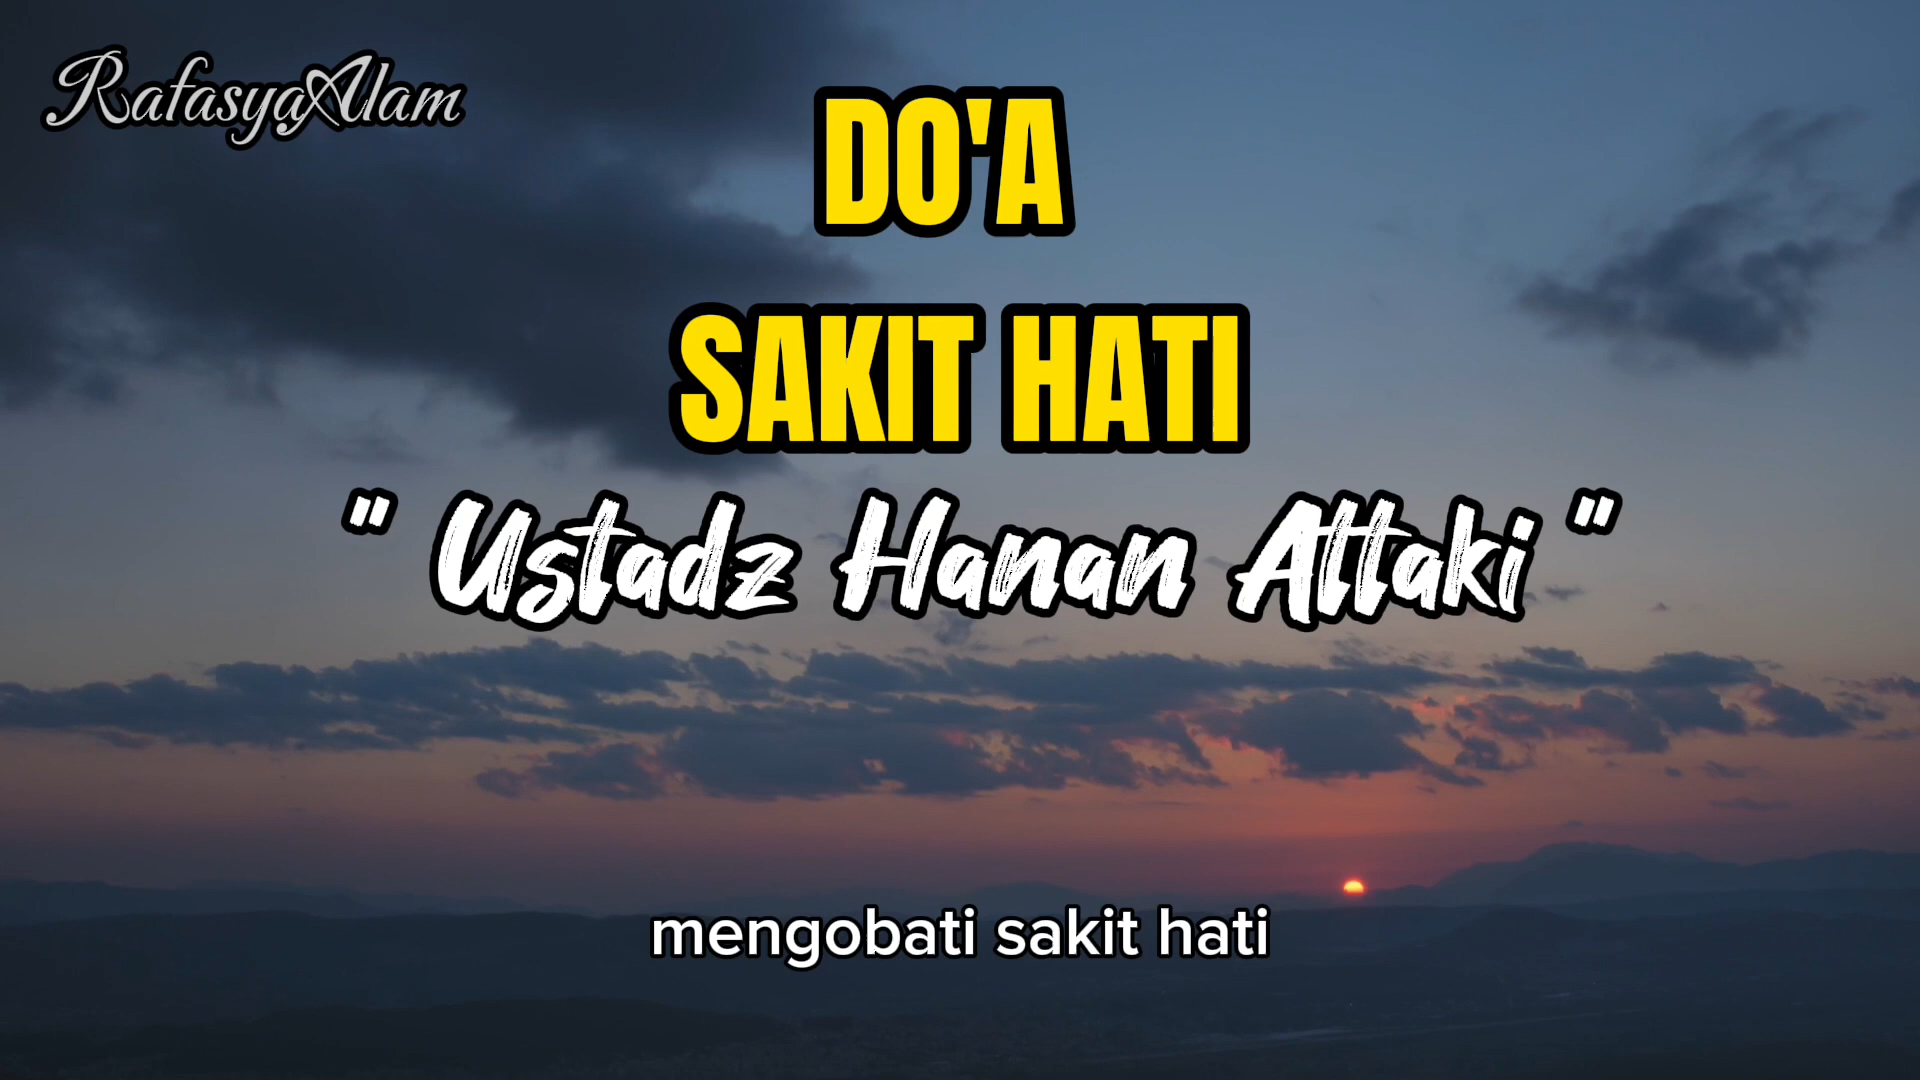 RafasyaAlam
DO'A
SAKIT HATI
" Ustadz Hanan Attaki "
mengobati sakit hati